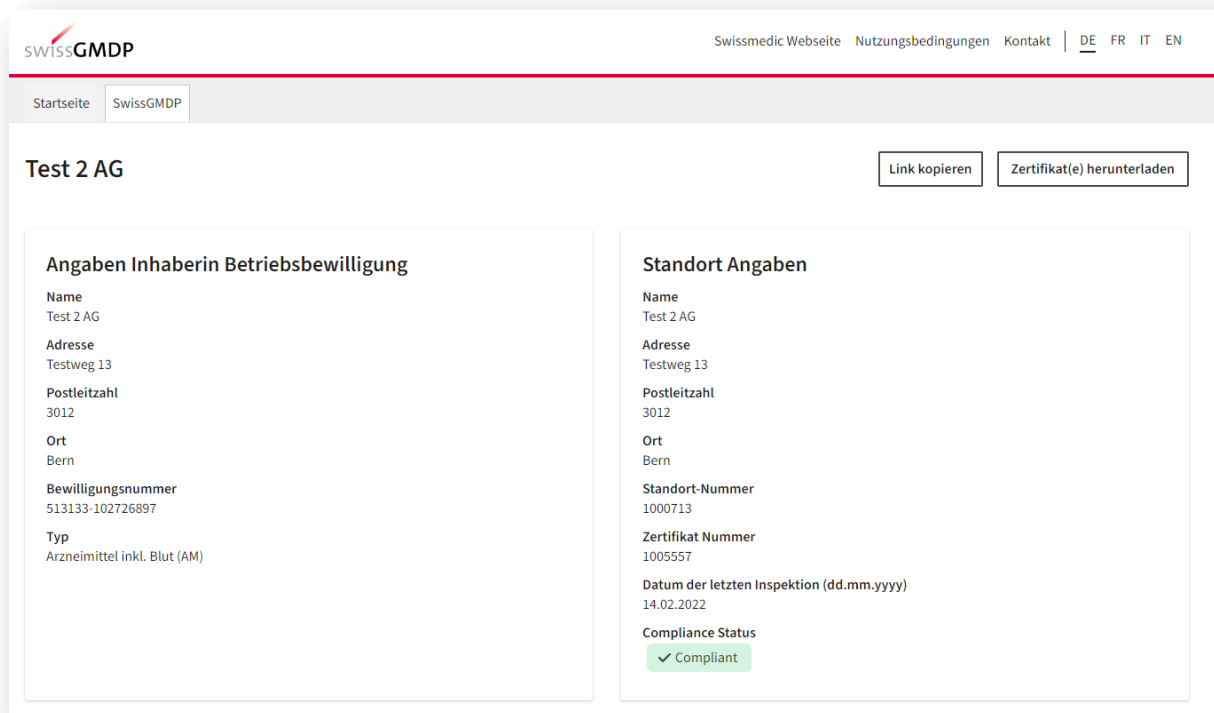 swissGMDP
Swissmedic Webseite Nutzungsbedingungen Kontakt DE FR IT EN
Startseite SwissGMDP
Test 2 AG
Link kopieren Zertifikat(e) herunterladen
Angaben Inhaberin Betriebsbewilligung
Name
Test 2 AG
Adresse
Testweg 13
Postleitzahl
3012
Ort
Bern
Bewilligungsnummer
513133-102726897
Typ
Arzneimittel inkl. Blut (AM)
Standort Angaben
Name
Test 2 AG
Adresse
Testweg 13
Postleitzahl
3012
Ort
Bern
Standort-Nummer
1000713
Zertifikat Nummer
1005557
Datum der letzten Inspektion (dd.mm.yyyy)
14.02.2022
Compliance Status
Compliant